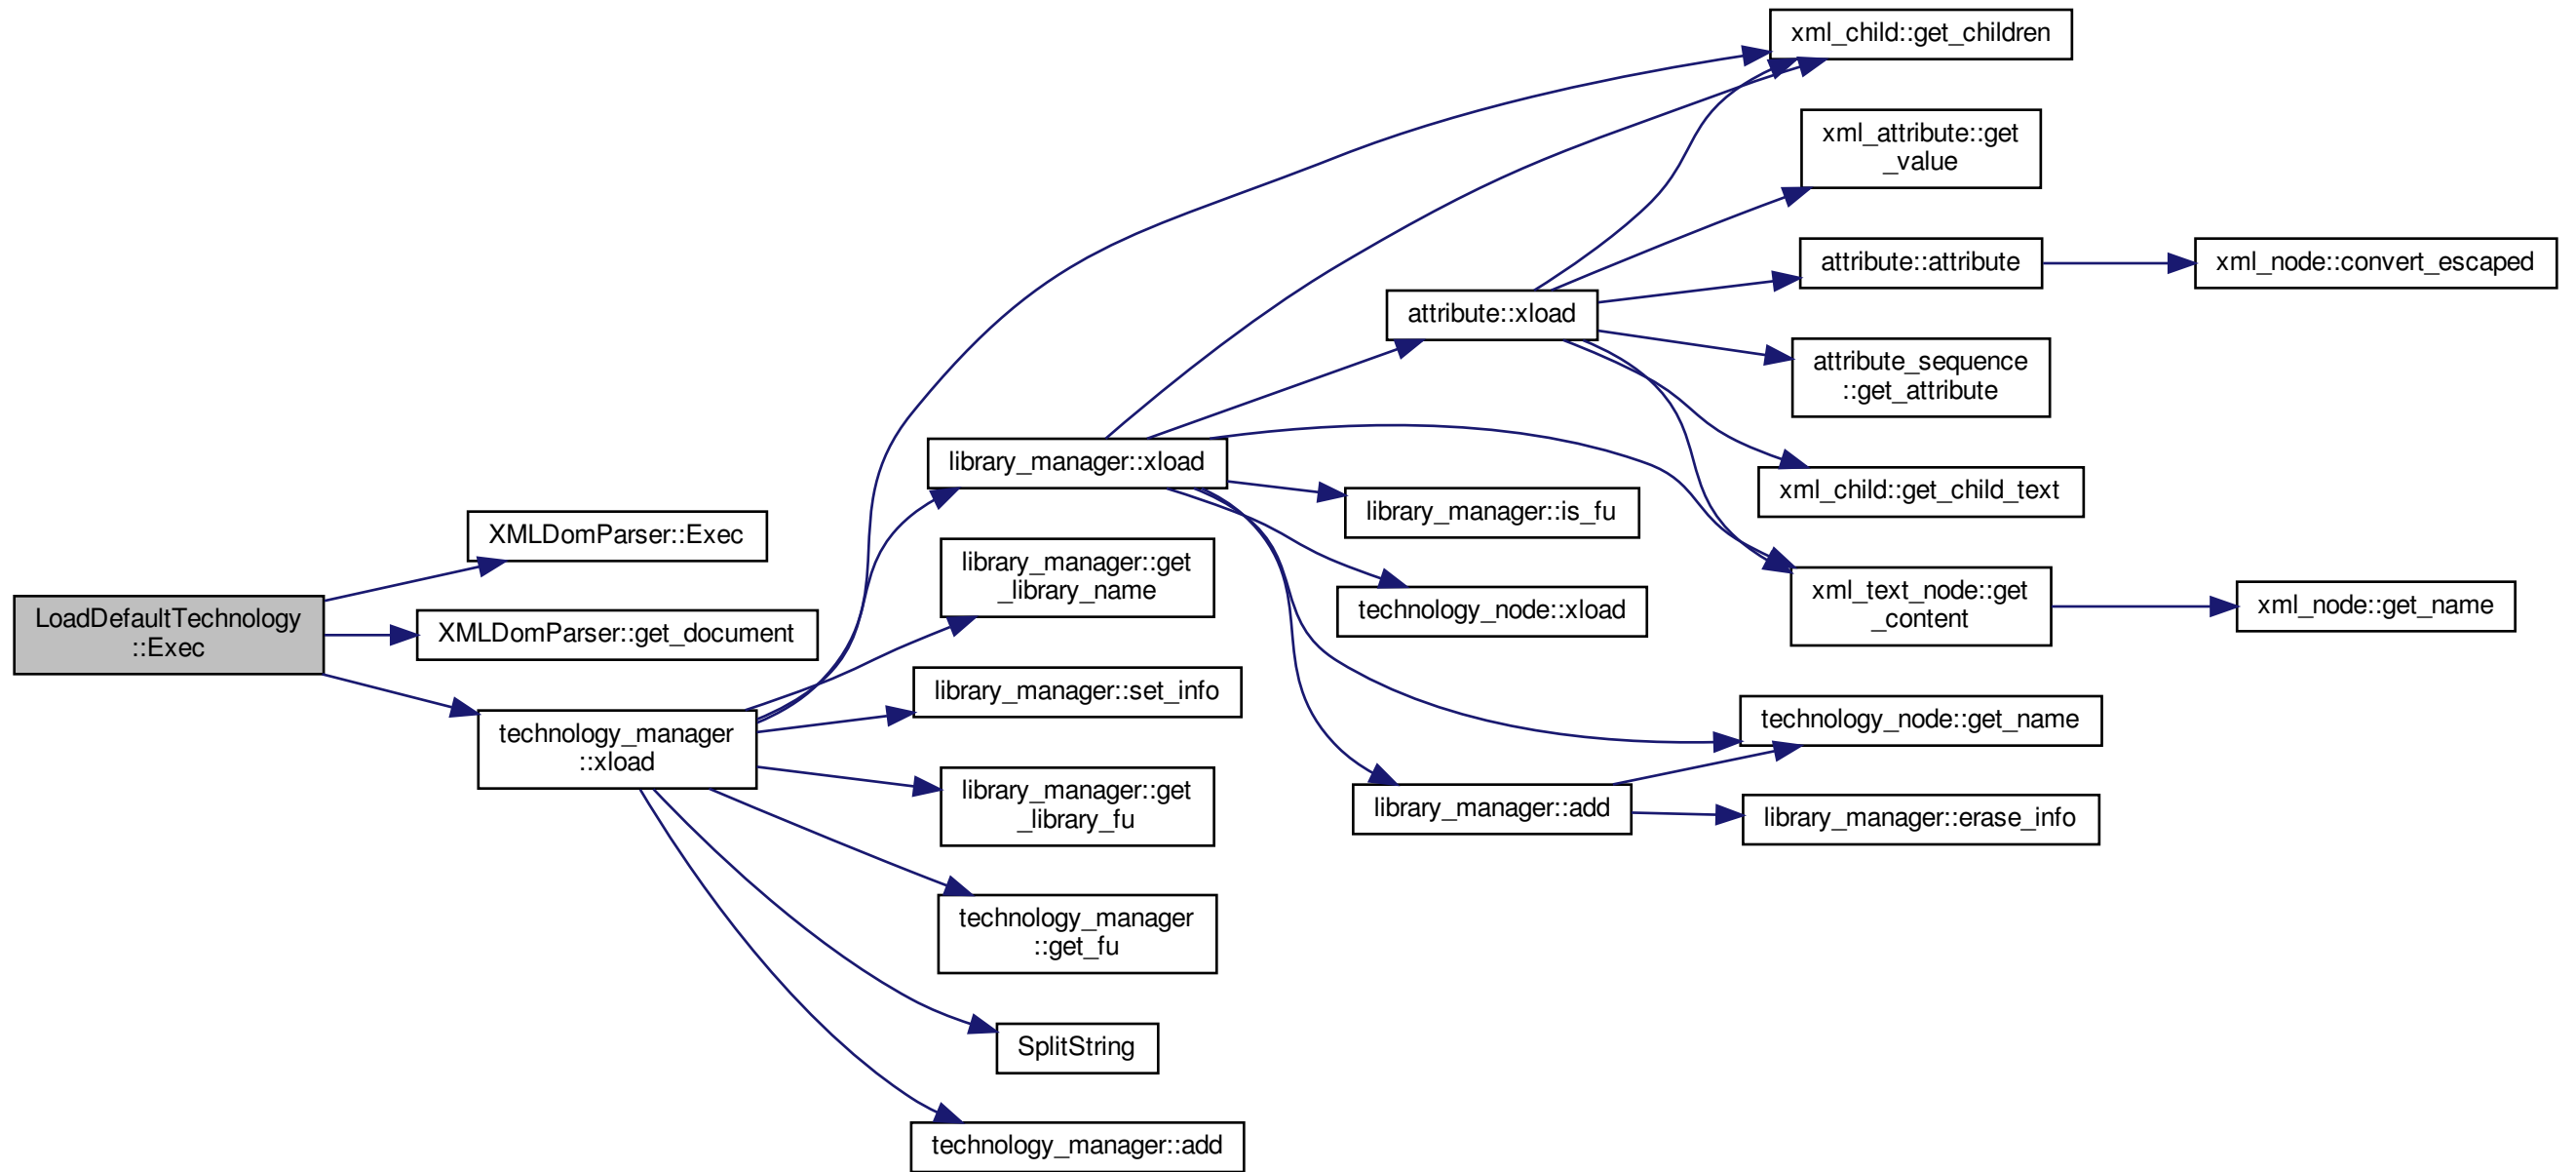 xml_child::get_children
xml_attribute::get
_value
attribute::attribute
xml_node::convert_escaped
attribute::xload
attribute_sequence
::get_attribute
library_manager::xload
xml_child::get_child_text
library_manager::is_fu
XMLDomParser::Exec
library_manager::get
_library_name
technology_node::xload
xml_text_node::get
_content
xml_node::get_name
LoadDefaultTechnology
::Exec
XMLDomParser::get_document
library_manager::set_info
technology_node::get_name
technology_manager
::xload
library_manager::get
_library_fu
library_manager::add
library_manager::erase_info
technology_manager
::get_fu
SplitString
technology_manager::add